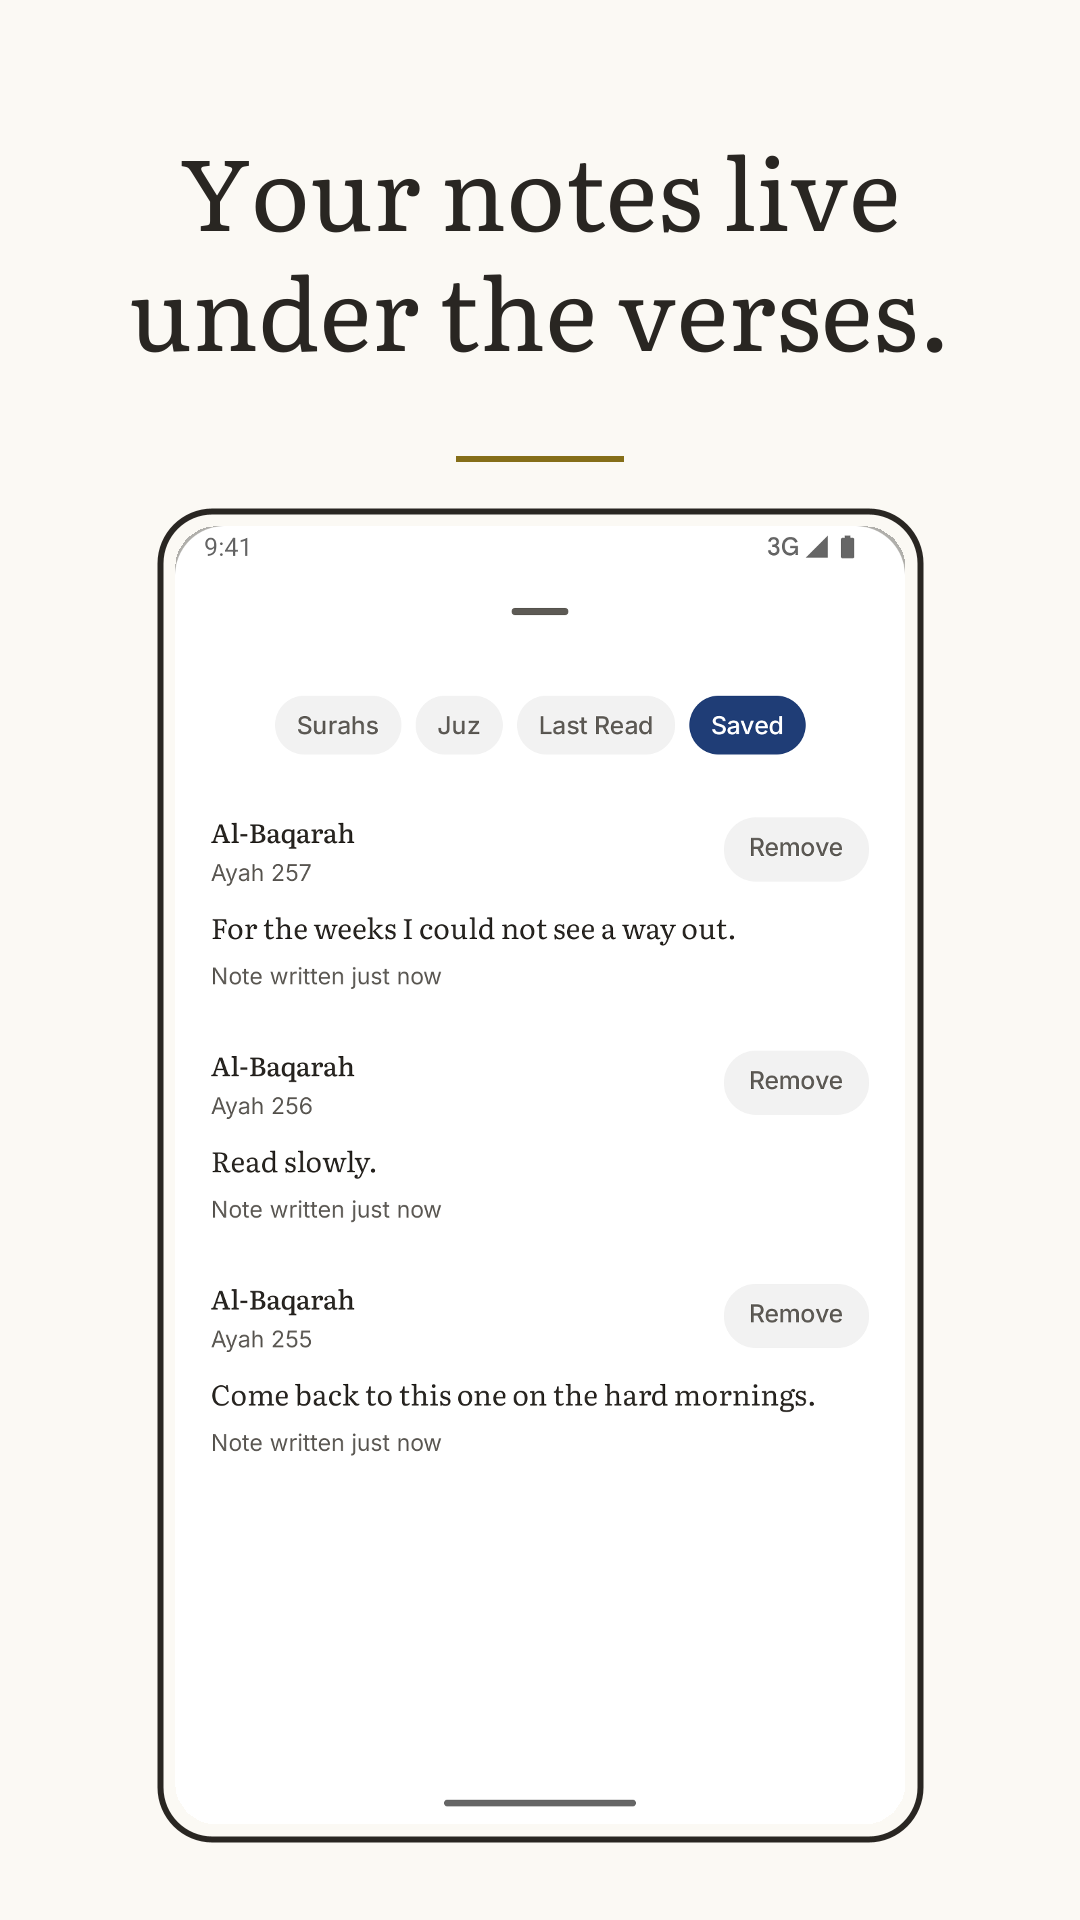 Your notes live
under the verses.
9:41
3G
Surahs
Juz
Last Read
Saved
Al-Baqarah
Remove
Ayah 257
For the weeks I could not see a way out.
Note written just now
Al-Baqarah
Remove
Ayah 256
Read slowly.
Note written just now
Al-Baqarah
Remove
Ayah 255
Come back to this one on the hard mornings.
Note written just now